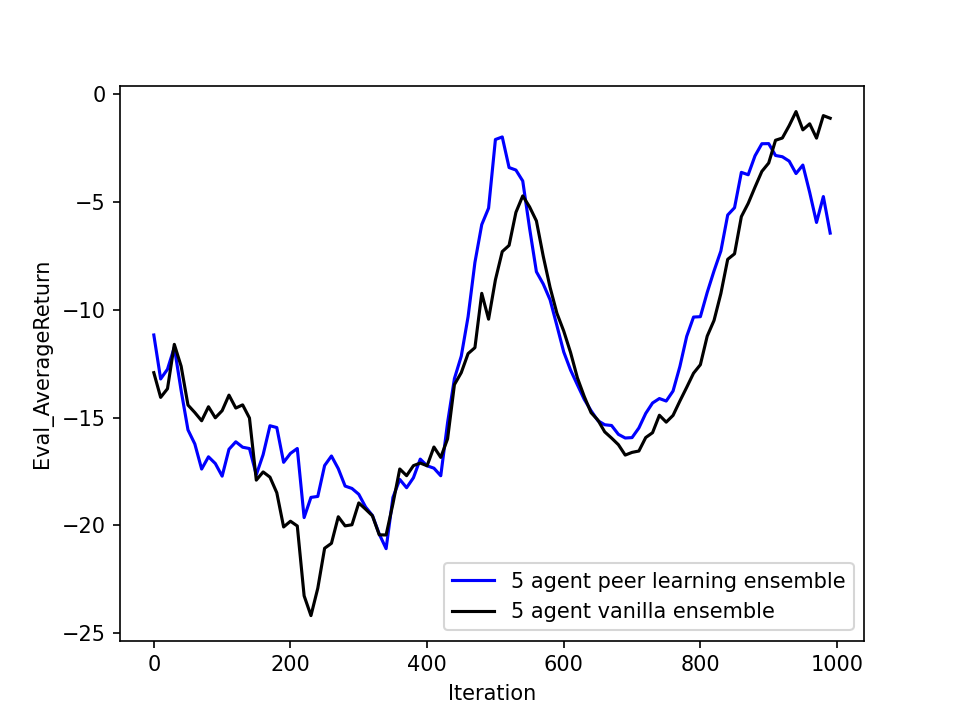 0
−5
−10
−15
−20
−25
Eval_AverageReturn
0 200 400 600 800 1000
Iteration
5 agent peer learning ensemble
5 agent vanilla ensemble